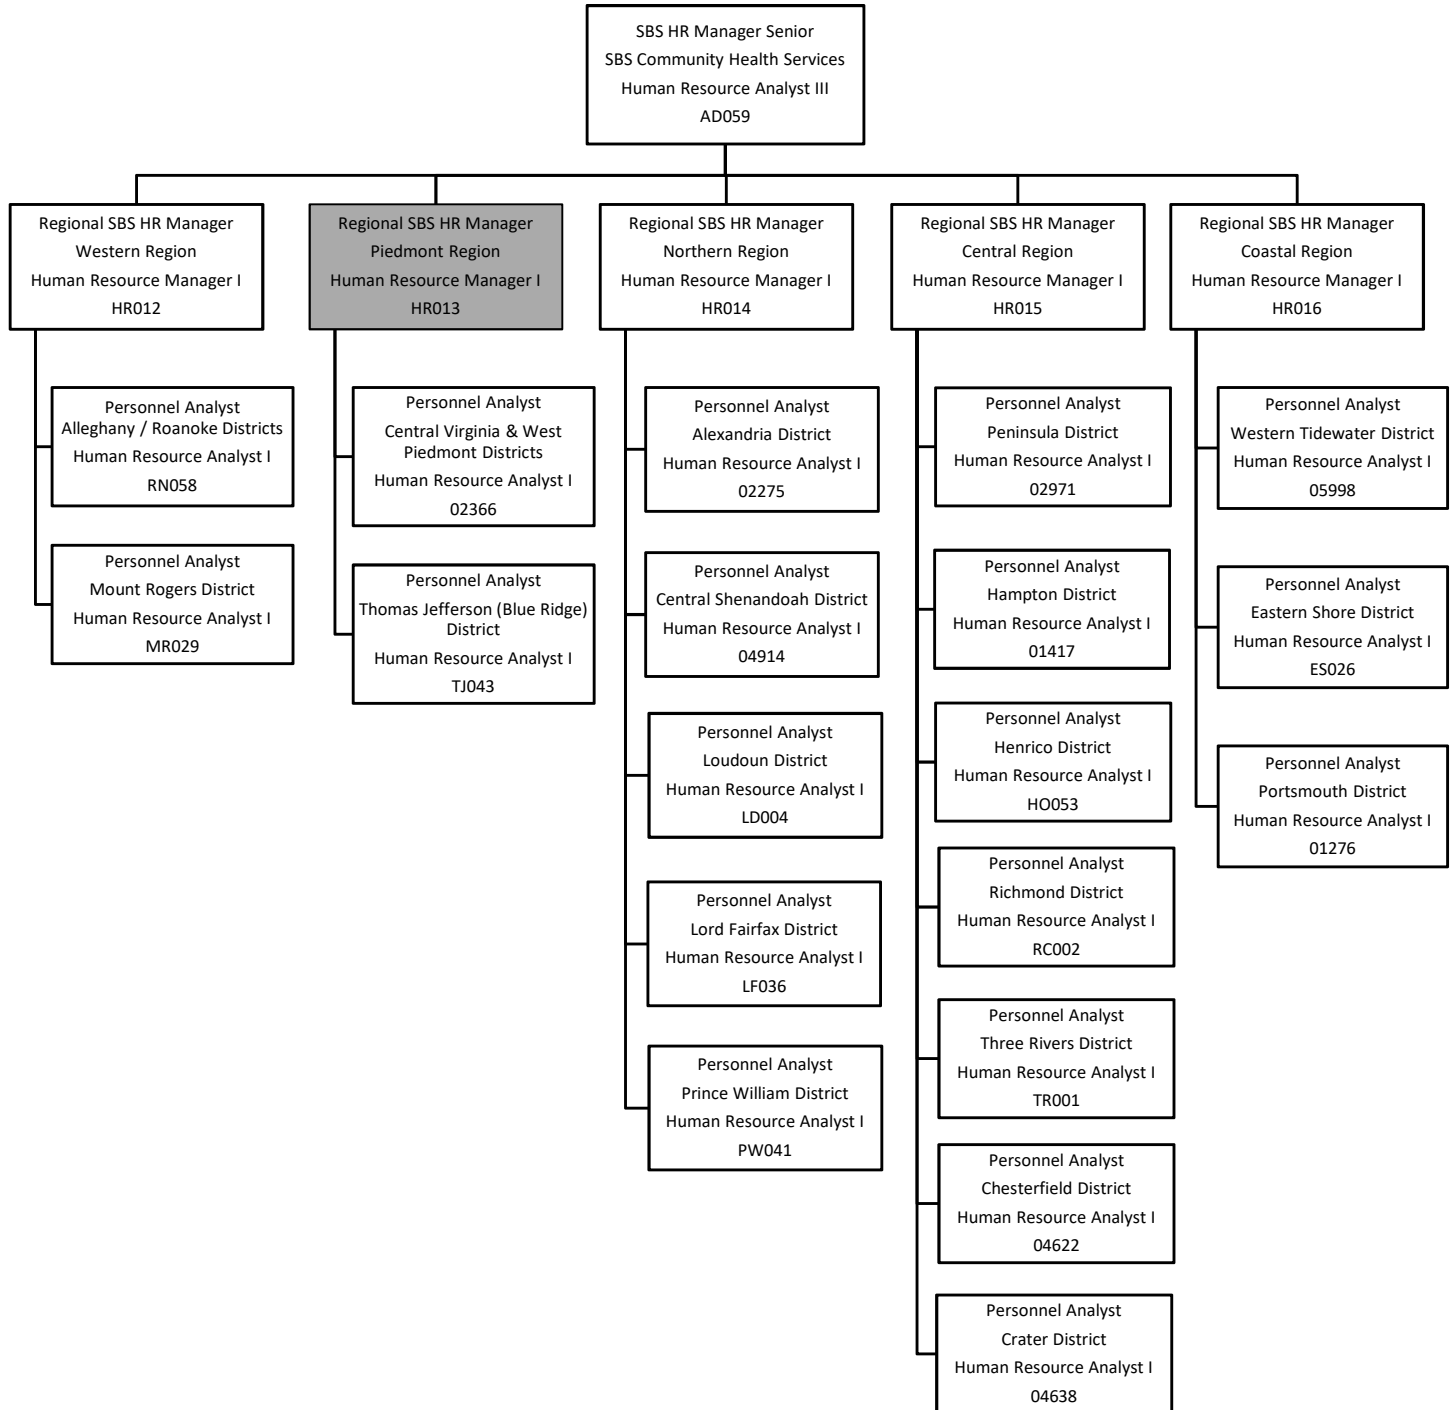 SBS HR Manager Senior
SBS Community Health Services
Human Resource Analyst III
AD059
Regional SBS HR Manager
Western Region
Human Resource Manager I
HR012
Regional SBS HR Manager
Piedmont Region
Human Resource Manager I
HR013
Regional SBS HR Manager
Northern Region
Human Resource Manager I
HR014
Regional SBS HR Manager
Central Region
Human Resource Manager I
HR015
Regional SBS HR Manager
Coastal Region
Human Resource Manager I
HR016
Personnel Analyst
Alleghany / Roanoke Districts
Human Resource Analyst I
RN058
Personnel Analyst
Mount Rogers District
Human Resource Analyst I
MR029
Personnel Analyst
Central Virginia & West
Piedmont Districts
Human Resource Analyst I
02366
Personnel Analyst
Thomas Jefferson (Blue Ridge)
District
Human Resource Analyst I
TJ043
Personnel Analyst
Alexandria District
Human Resource Analyst I
02275
Personnel Analyst
Central Shenandoah District
Human Resource Analyst I
04914
Personnel Analyst
Loudoun District
Human Resource Analyst I
LD004
Personnel Analyst
Lord Fairfax District
Human Resource Analyst I
LF036
Personnel Analyst
Prince William District
Human Resource Analyst I
PW041
Personnel Analyst
Peninsula District
Human Resource Analyst I
02971
Personnel Analyst
Hampton District
Human Resource Analyst I
01417
Personnel Analyst
Henrico District
Human Resource Analyst I
HO053
Personnel Analyst
Richmond District
Human Resource Analyst I
RC002
Personnel Analyst
Three Rivers District
Human Resource Analyst I
TR001
Personnel Analyst
Chesterfield District
Human Resource Analyst I
04622
Personnel Analyst
Crater District
Human Resource Analyst I
04638
Personnel Analyst
Western Tidewater District
Human Resource Analyst I
05998
Personnel Analyst
Eastern Shore District
Human Resource Analyst I
ES026
Personnel Analyst
Portsmouth District
Human Resource Analyst I
01276